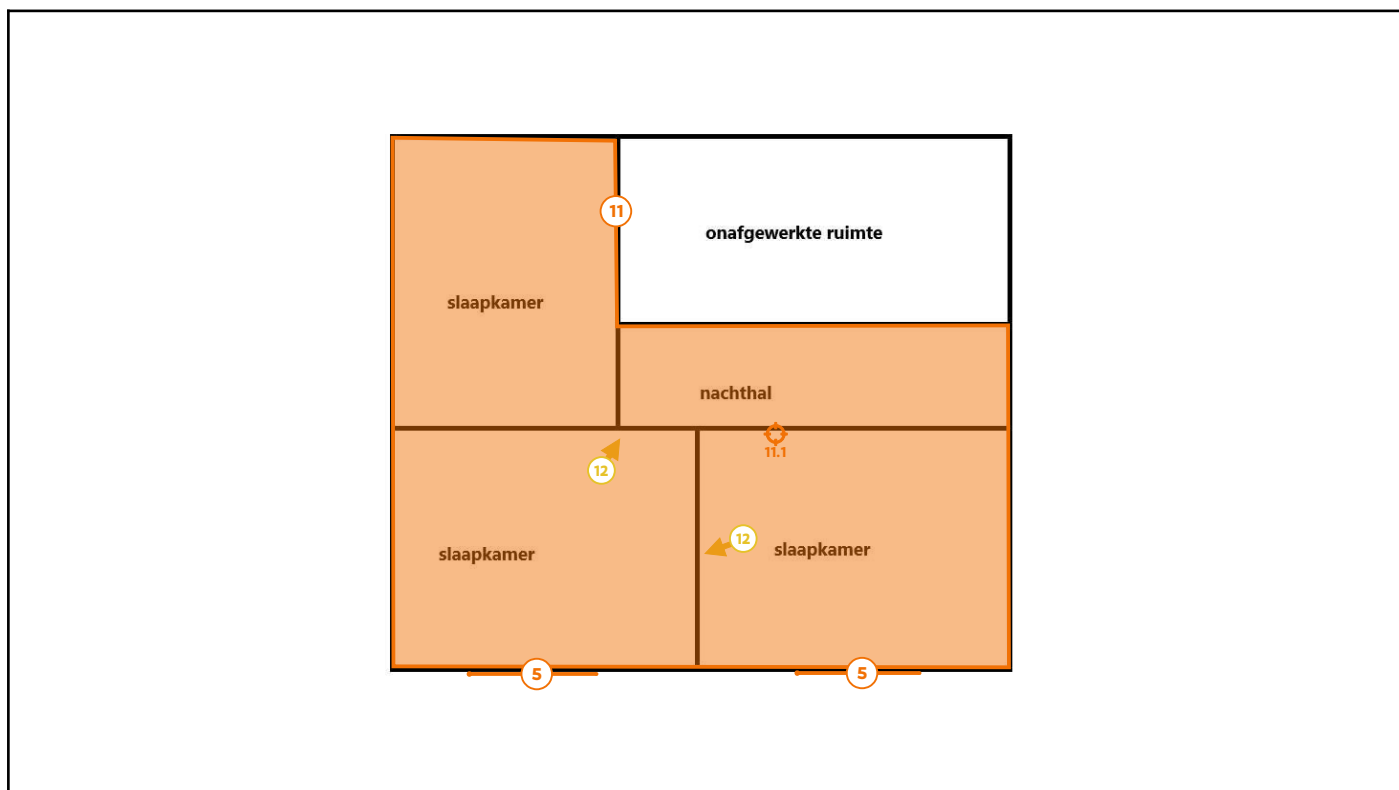 11
onafgewerkte ruimte
slaapkamer
nachthal
11.1
12
12
slaapkamer
slaapkamer
5
5